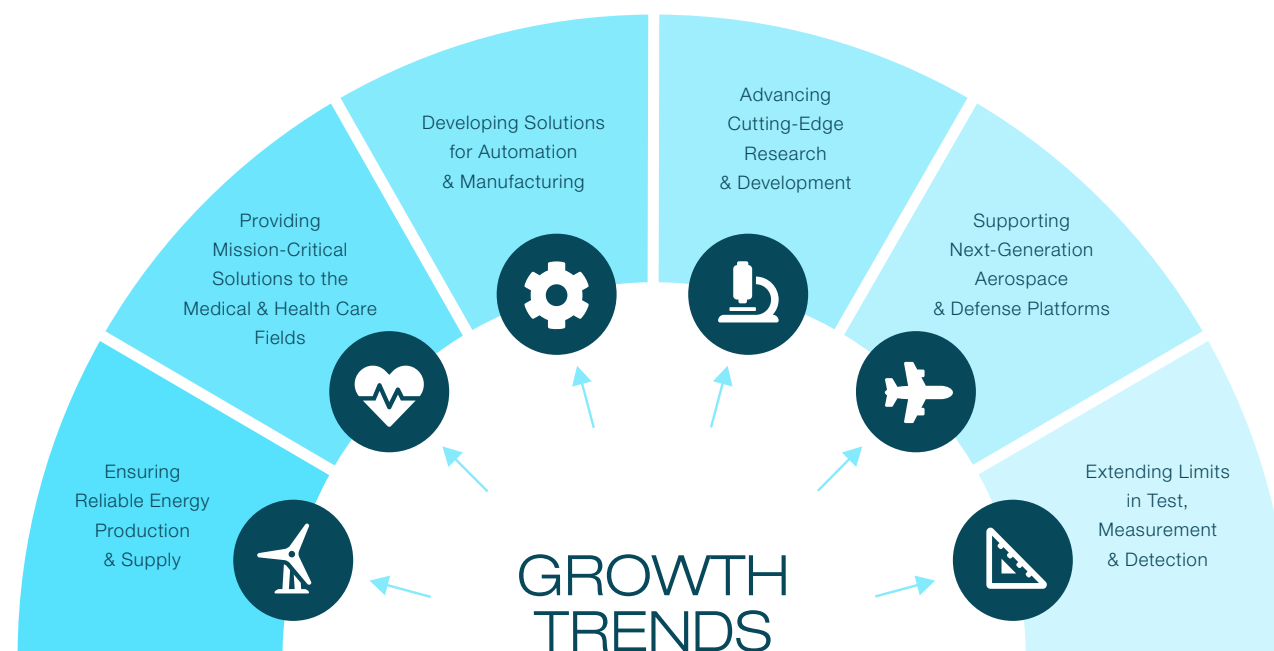 Ensuring
Reliable Energy
Production
& Supply
Providing
Mission-Critical
Solutions to the
Medical & Health Care
Fields
Developing Solutions
for Automation
& Manufacturing
Advancing
Cutting-Edge
Research
& Development
Supporting
Next-Generation
Aerospace
& Defense Platforms
Extending Limits
in Test,
Measurement
& Detection
GROWTH
TRENDS